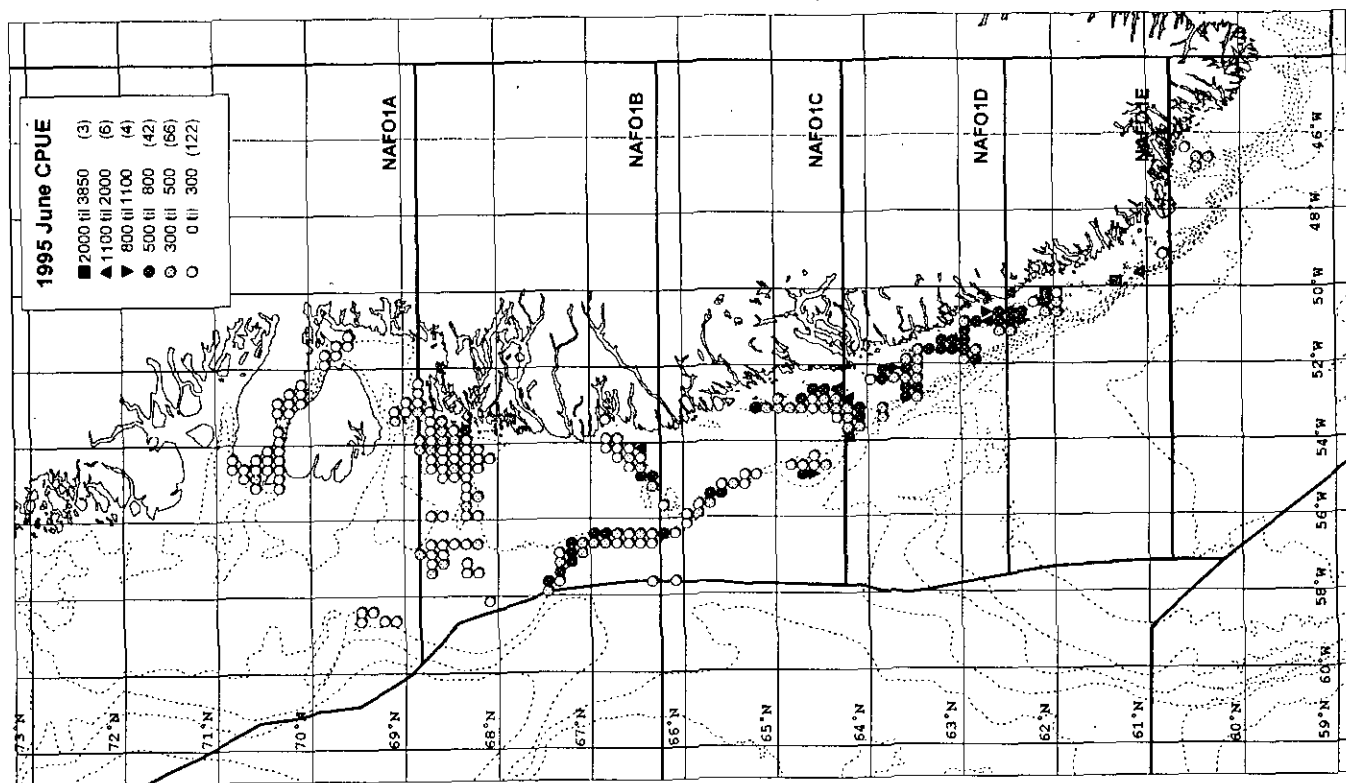 1995 June CPUE
2000 til 3850 (3)
1100 til 2000 (6)
800 til 1100 (4)
500 til 800 (42)
300 til 500 (66)
0 til 300 (122)
NAFO1A
NAFO1B
NAFO1C
NAFO1D
NAFO1E
73°N
72°N
71°N
70°N
69°N
68°N
67°N
66°N
65°N
64°N
63°N
62°N
61°N
60°N
59°N
46°W
48°W
50°W
52°W
54°W
56°W
58°W
60°W